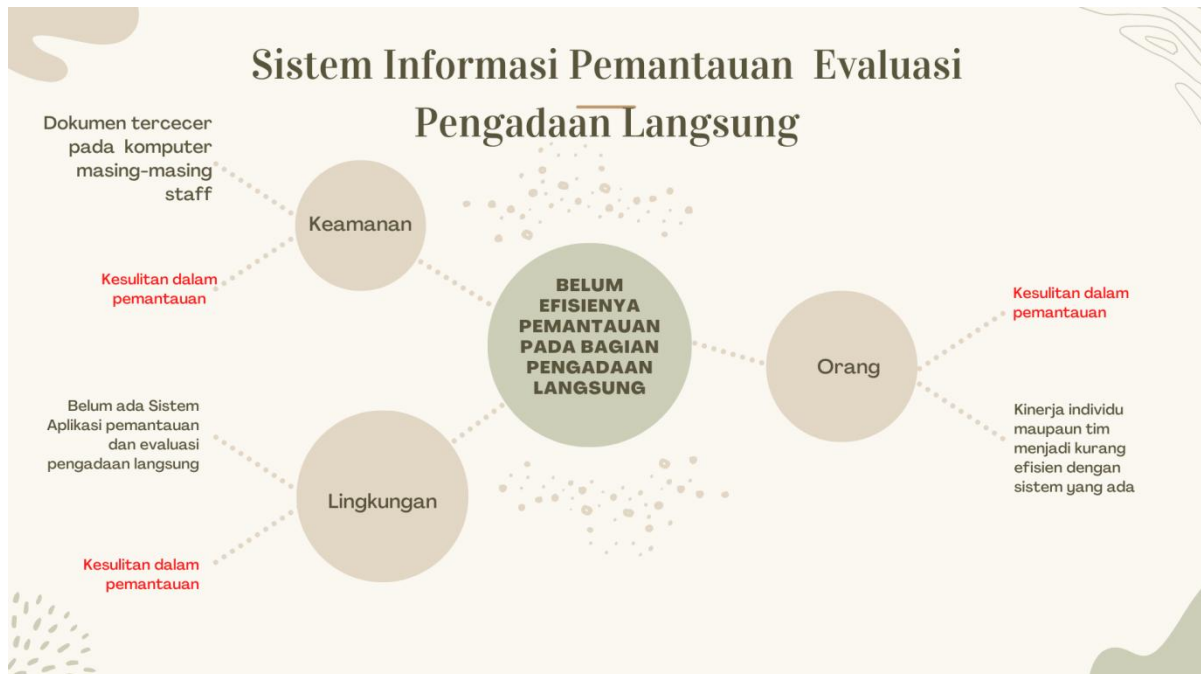 Sistem Informasi Pemantauan Evaluasi
Pengadaan Langsung
Dokumen tercecer
pada komputer
masing-masing
staff
Keamanan
Kesulitan dalam
pemantauan
BELUM
EFISIENYA
PEMANTAUAN
PADA BAGIAN
PENGADAAN
LANGSUNG
Orang
Kesulitan dalam
pemantauan
Kinerja individu
maupaun tim
menjadi kurang
efisien dengan
sistem yang ada
Belum ada Sistem
Aplikasi pemantauan
dan evaluasi
pengadaan langsung
Lingkungan
Kesulitan dalam
pemantauan